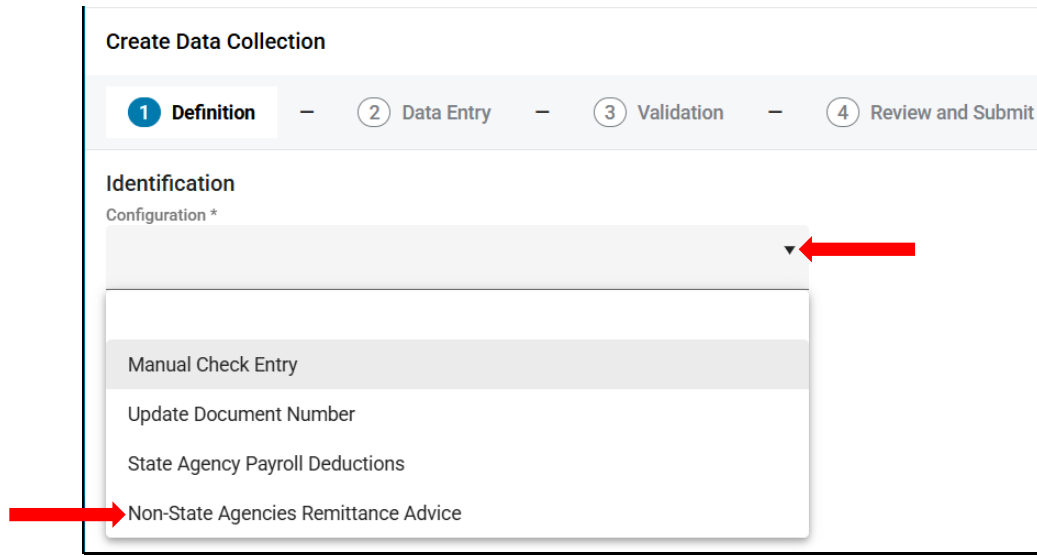 Create Data Collection
1 Definition – 2 Data Entry – 3 Validation – 4 Review and Submit
Identification
Configuration *
Manual Check Entry
Update Document Number
State Agency Payroll Deductions
Non-State Agencies Remittance Advice